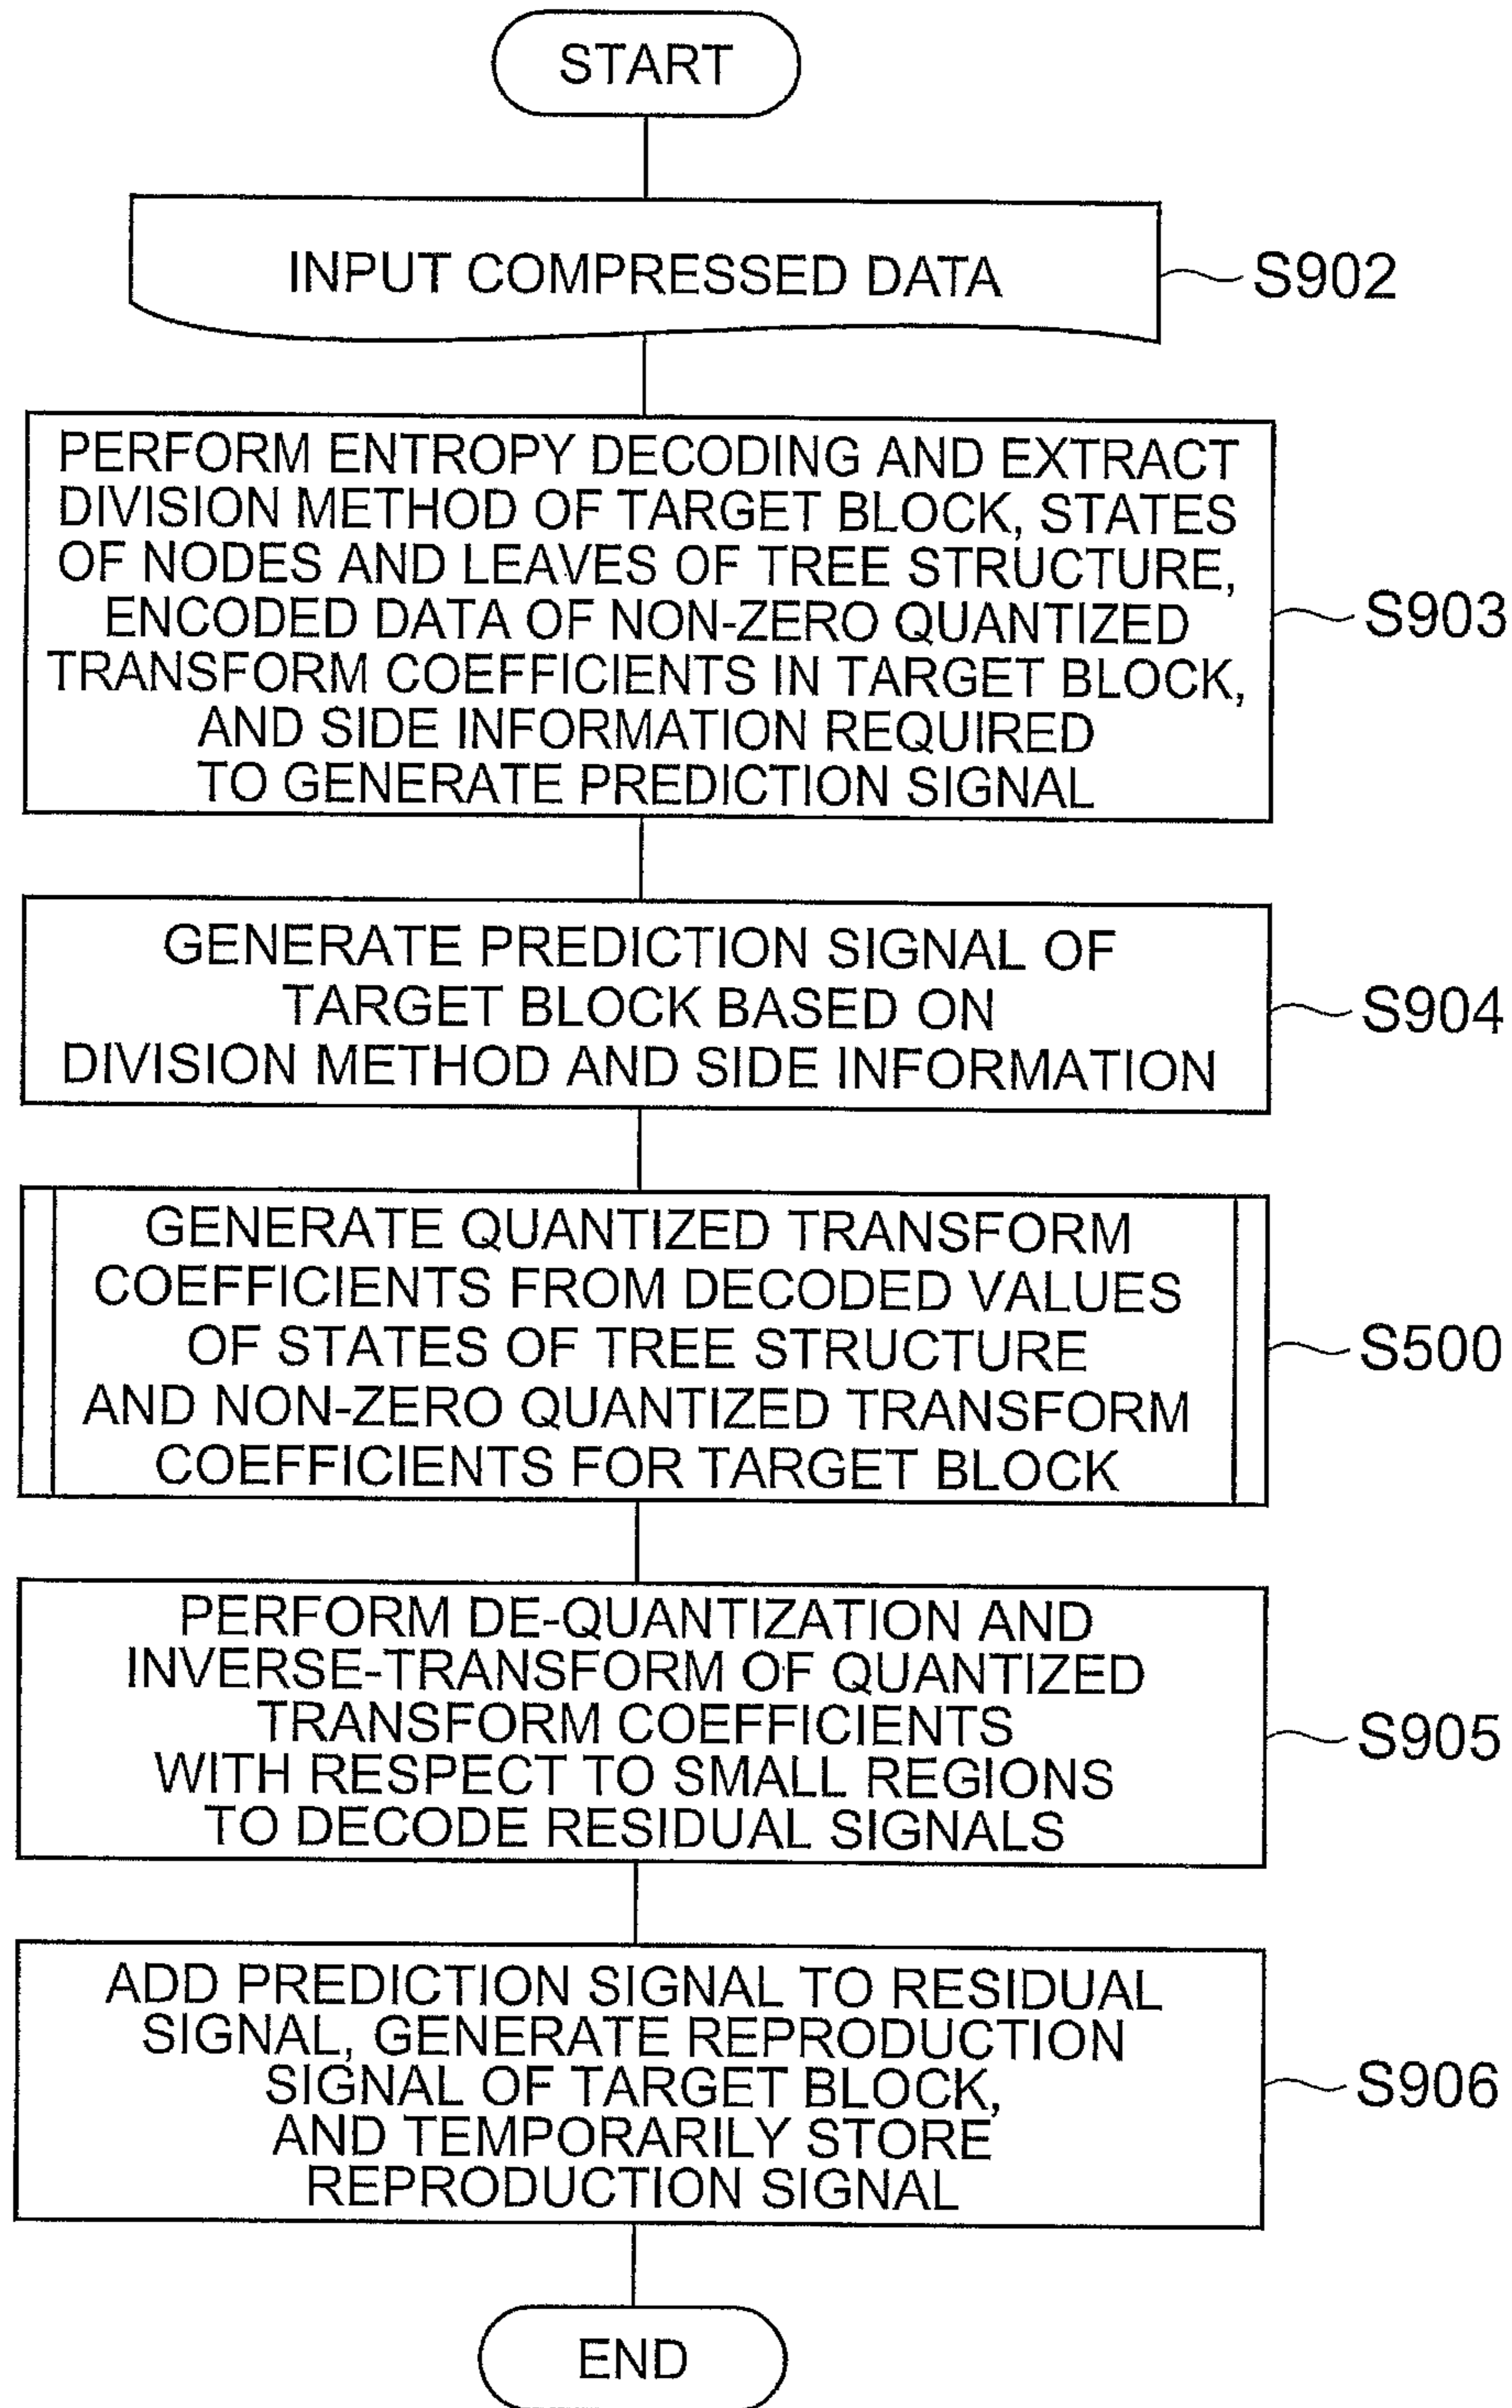 START
INPUT COMPRESSED DATA
S902
PERFORM ENTROPY DECODING AND EXTRACT
DIVISION METHOD OF TARGET BLOCK, STATES
OF NODES AND LEAVES OF TREE STRUCTURE,
ENCODED DATA OF NON-ZERO QUANTIZED
TRANSFORM COEFFICIENTS IN TARGET BLOCK,
AND SIDE INFORMATION REQUIRED
TO GENERATE PREDICTION SIGNAL
S903
GENERATE PREDICTION SIGNAL OF
TARGET BLOCK BASED ON
DIVISION METHOD AND SIDE INFORMATION
S904
GENERATE QUANTIZED TRANSFORM
COEFFICIENTS FROM DECODED VALUES
OF STATES OF TREE STRUCTURE
AND NON-ZERO QUANTIZED TRANSFORM
COEFFICIENTS FOR TARGET BLOCK
S500
PERFORM DE-QUANTIZATION AND
INVERSE-TRANSFORM OF QUANTIZED
TRANSFORM COEFFICIENTS
WITH RESPECT TO SMALL REGIONS
TO DECODE RESIDUAL SIGNALS
S905
ADD PREDICTION SIGNAL TO RESIDUAL
SIGNAL, GENERATE REPRODUCTION
SIGNAL OF TARGET BLOCK,
AND TEMPORARILY STORE
REPRODUCTION SIGNAL
S906
END